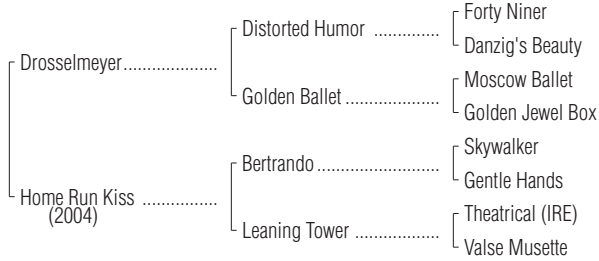 Forty Niner
Distorted Humor ..............
Danzig's Beauty
Drosselmeyer...................
Moscow Ballet
Golden Ballet ...................
Golden Jewel Box
Skywalker
Bertrando.........................
Gentle Hands
Home Run Kiss ...............
(2004)
Theatrical (IRE)
Leaning Tower .................
Valse Musette